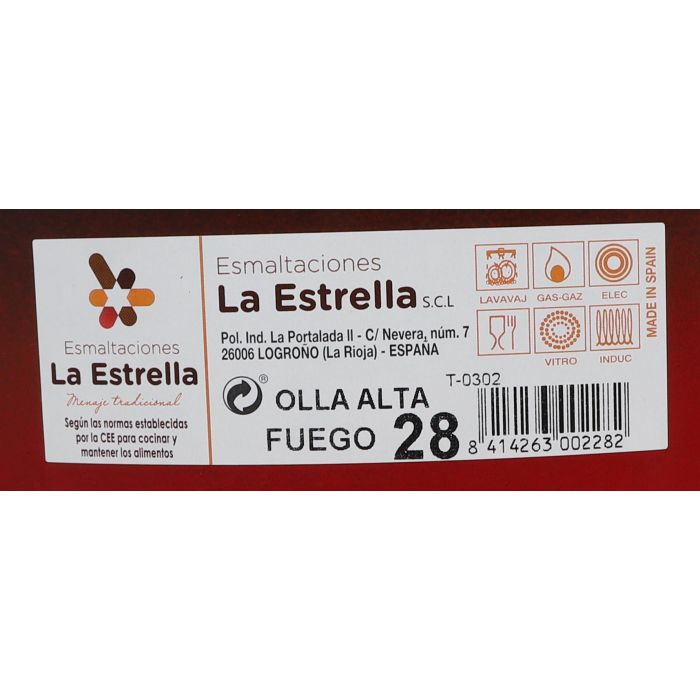 Esmaltaciones
La Estrella
Menaje tradicional
Según las normas establecidas
por la CEE para cocinar y
mantener los alimentos
Esmaltaciones
La Estrella S.C.L
Pol. Ind. La Portalada II - C/ Nevera, núm. 7
26006 LOGROÑO (La Rioja) - ESPAÑA
® OLLA ALTA
FUEGO 28
T-0302
8 414263 002282
LAVAVAJ GAS-GAZ ELEC
VITRO INDUC
MADE IN SPAIN